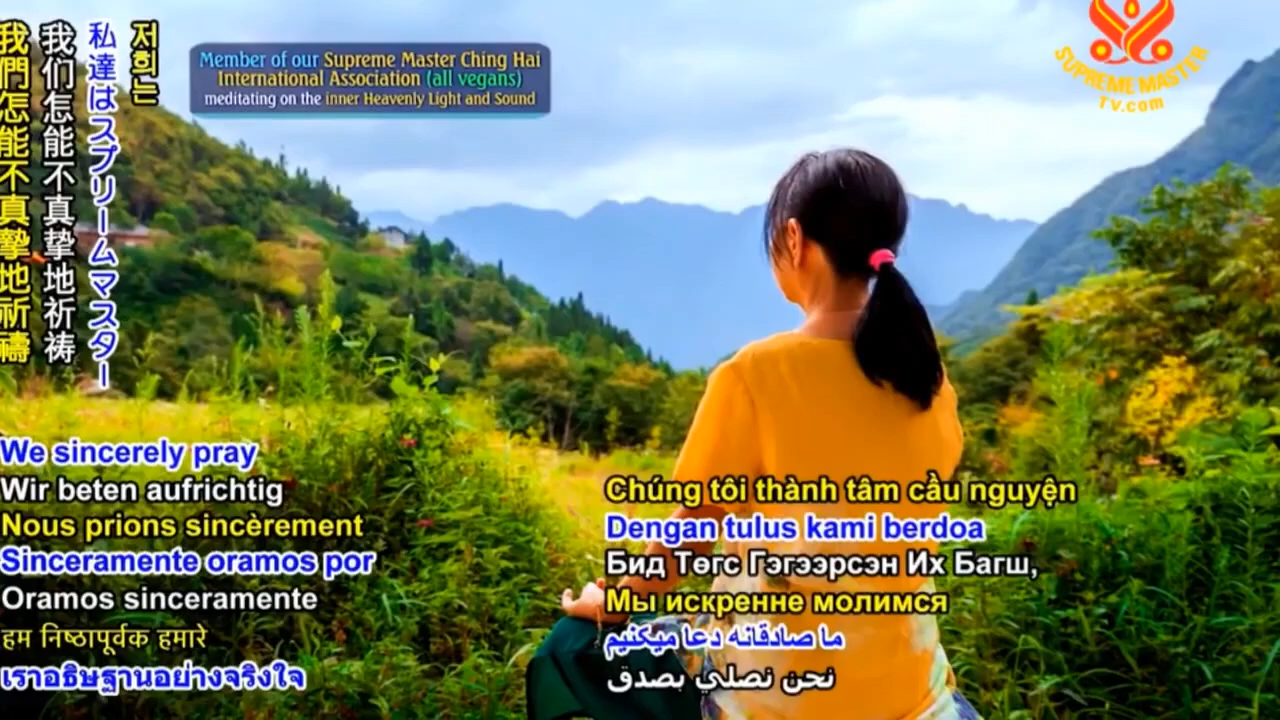 저희는
私達はスプリームマスター
我们怎能不真挚地祈祷
我們怎能不真摯地祈禱
Member of our Supreme Master Ching Hai
International Association (all vegans)
meditating on the inner Heavenly Light and Sound
SUPREME MASTER
TV.com
We sincerely pray
Wir beten aufrichtig
Nous prions sincèrement
Sinceramente oramos por
Oramos sinceramente
हम निष्ठापूर्वक हमारे
เราอธิษฐานอย่างจริงใจ
Chúng tôi thành tâm cầu nguyện
Dengan tulus kami berdoa
Бид Төгс Гэгээрсэн Их Багш,
Мы искренне молимся
ما صادقانه دعا میکنیم
نحن نصلي بصدق